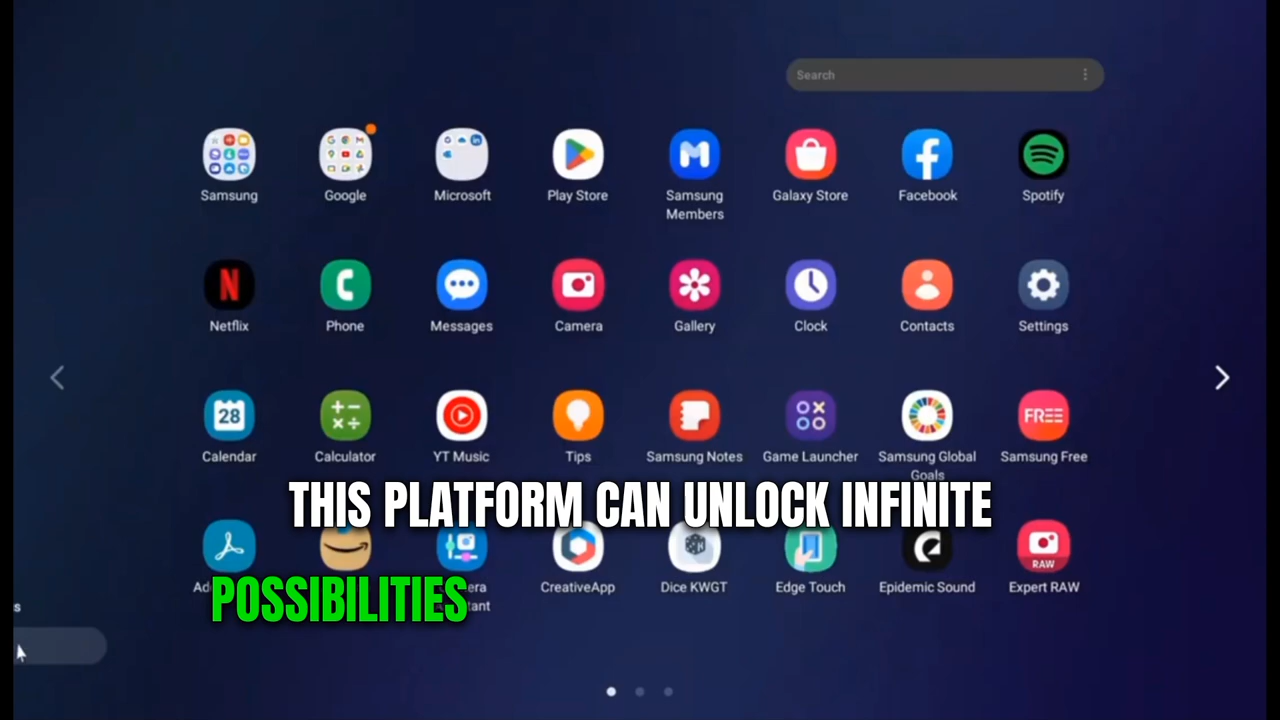 Search
Samsung
Google
Microsoft
Play Store
Samsung
Members
Galaxy Store
Facebook
Spotify
N
Netflix
Phone
Messages
Camera
Gallery
Clock
Contacts
Settings
28
FREE
Calendar
Calculator
YT Music
Tips
Samsung Notes
Game Launcher
Samsung Global
Goals
Samsung Free
THIS PLATFORM CAN UNLOCK INFINITE
RAW
CreativeApp
Dice KWGT
Edge Touch
Epidemic Sound
Expert RAW
POSSIBILITIES